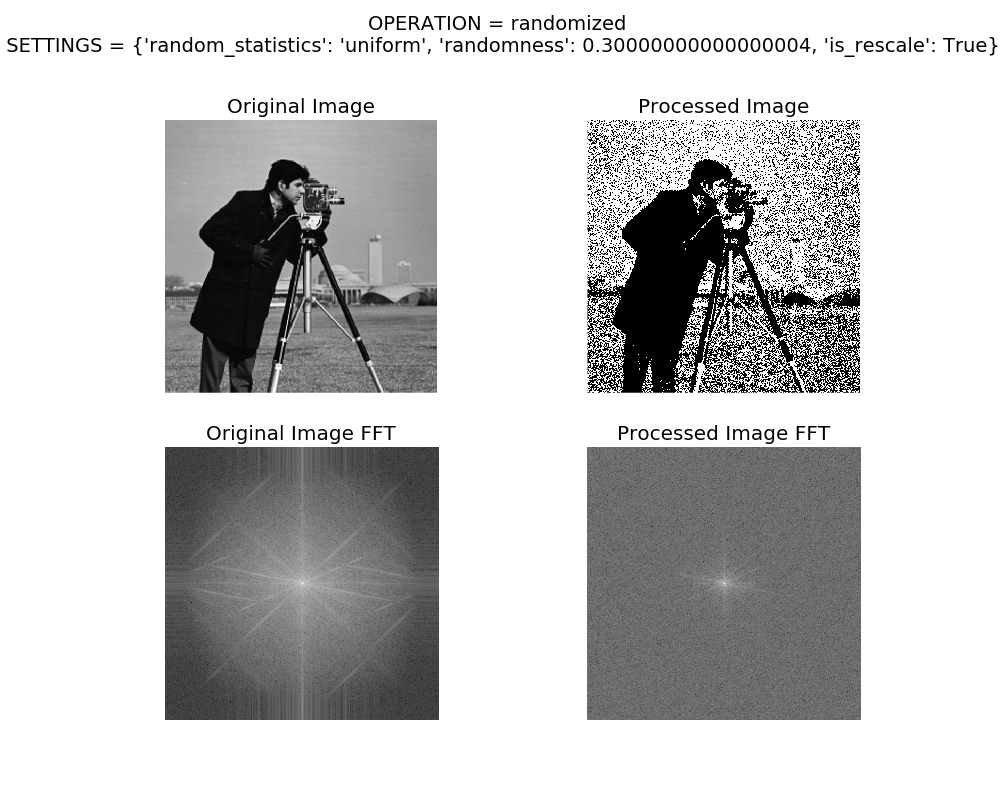 OPERATION = randomized
SETTINGS = {'random_statistics': 'uniform', 'randomness': 0.30000000000000004, 'is_rescale': True}
Original Image
Processed Image
Original Image FFT
Processed Image FFT